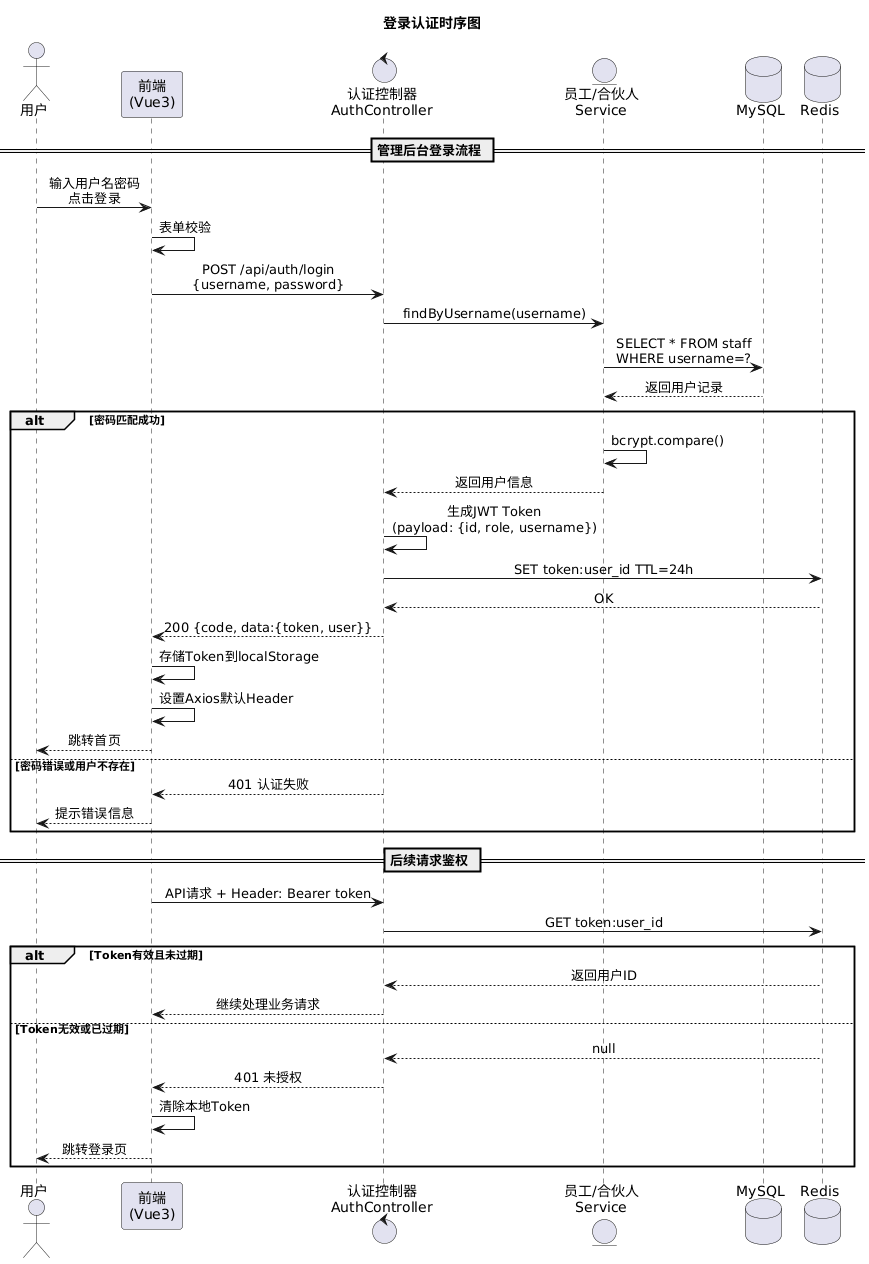 登录认证时序图
用户
前端
(Vue3)
认证控制器
AuthController
员工/合伙人
Service
MySQL
Redis
管理后台登录流程
输入用户名密码
点击登录
表单校验
POST /api/auth/login
{username, password}
findByUsername(username)
SELECT * FROM staff
WHERE username=?
返回用户记录
alt [密码匹配成功]
bcrypt.compare()
返回用户信息
生成JWT Token
(payload: {id, role, username})
SET token:user_id TTL=24h
OK
200 {code, data:{token, user}}
存储Token到localStorage
设置Axios默认Header
跳转首页
[密码错误或用户不存在]
401 认证失败
提示错误信息
后续请求鉴权
API请求 + Header: Bearer token
GET token:user_id
alt [Token有效且未过期]
返回用户ID
继续处理业务请求
[Token无效或已过期]
null
401 未授权
清除本地Token
跳转登录页
用户
前端
(Vue3)
认证控制器
AuthController
员工/合伙人
Service
MySQL
Redis